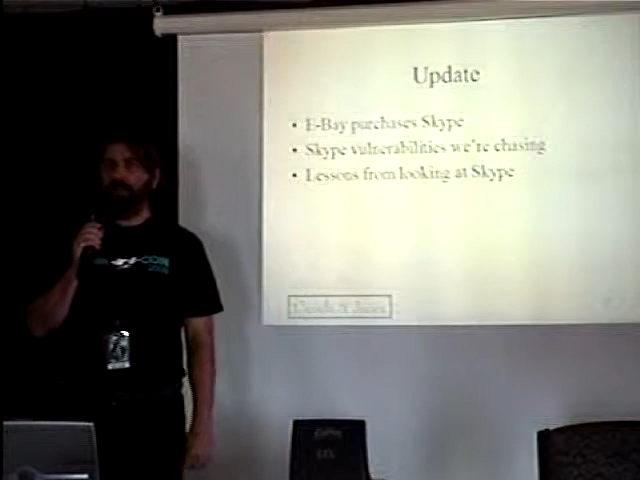 Update
• E-Bay purchases Skype
• Skype vulnerabilities we're chasing
• Lessons from looking at Skype